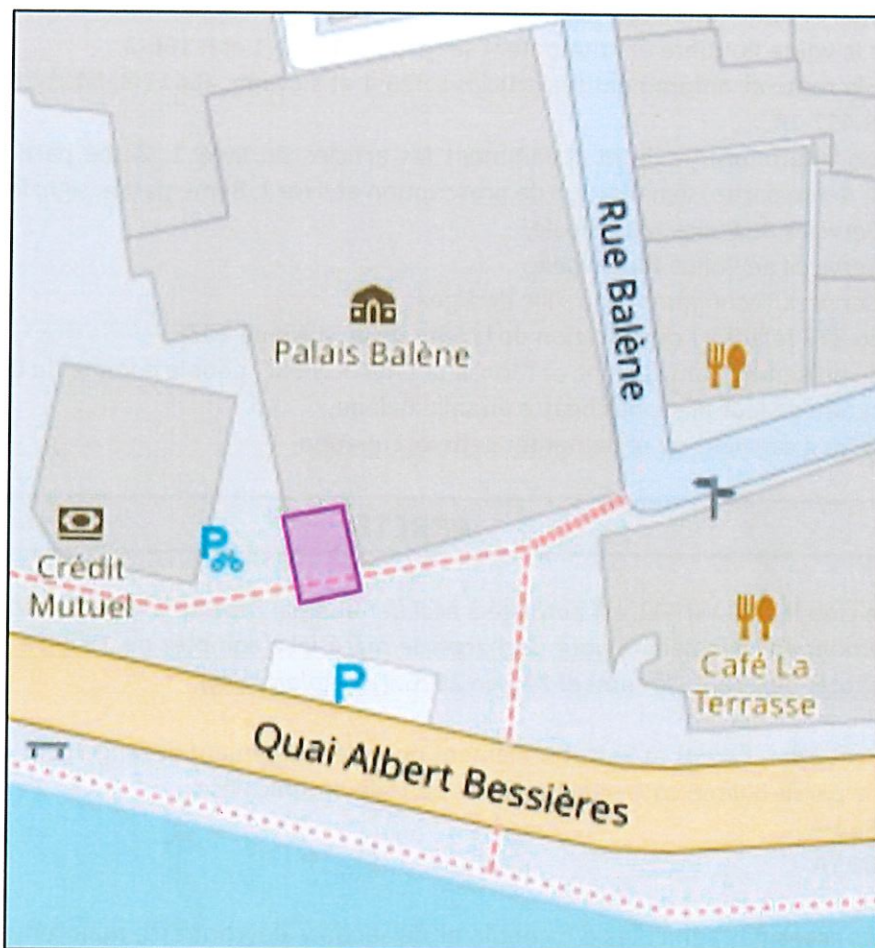 Rue Balène
Palais Balène
Crédit
Mutuel
P
P
Café La
Terrasse
Quai Albert Bessières